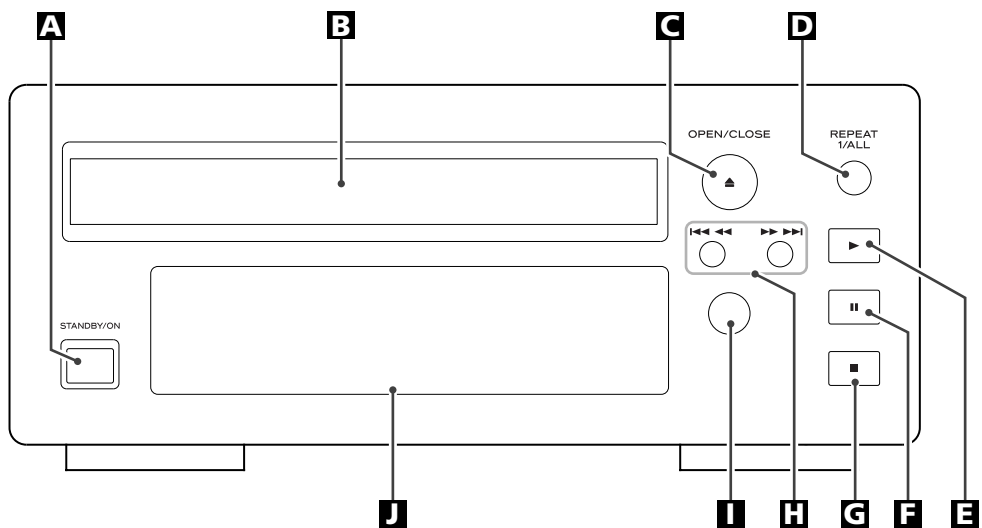 A B C D
OPEN/CLOSE
REPEAT
1/ALL
STANDBY/ON
J I H G F E